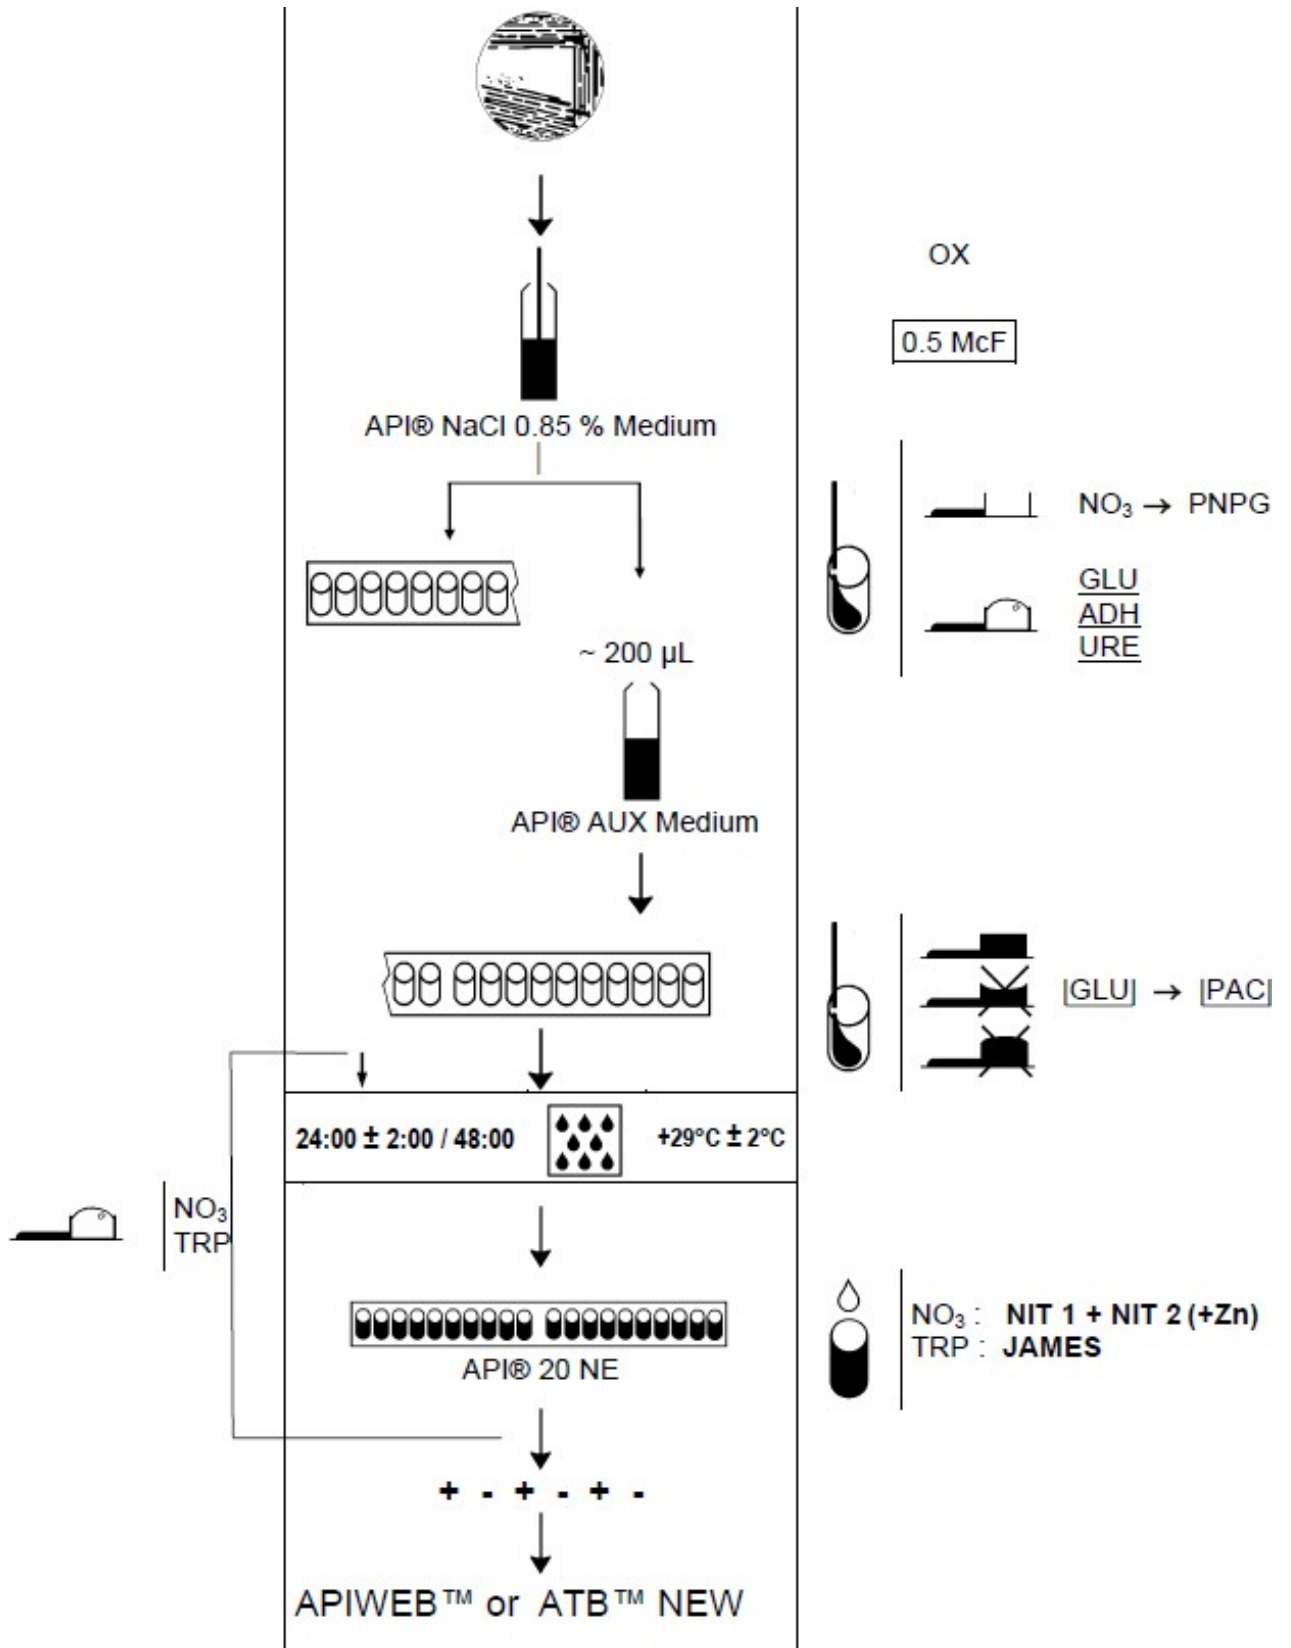 OX
0.5 McF
API® NaCl 0.85 % Medium
NO₃ → PNPG
GLU
ADH
URE
~ 200 µL
API® AUX Medium
|GLU| → |PAC|
24:00 ± 2:00 / 48:00
+29°C ± 2°C
NO₃
TRP
NO₃ : NIT 1 + NIT 2 (+Zn)
TRP : JAMES
API® 20 NE
+ - + - + -
APIWEB™ or ATB™ NEW